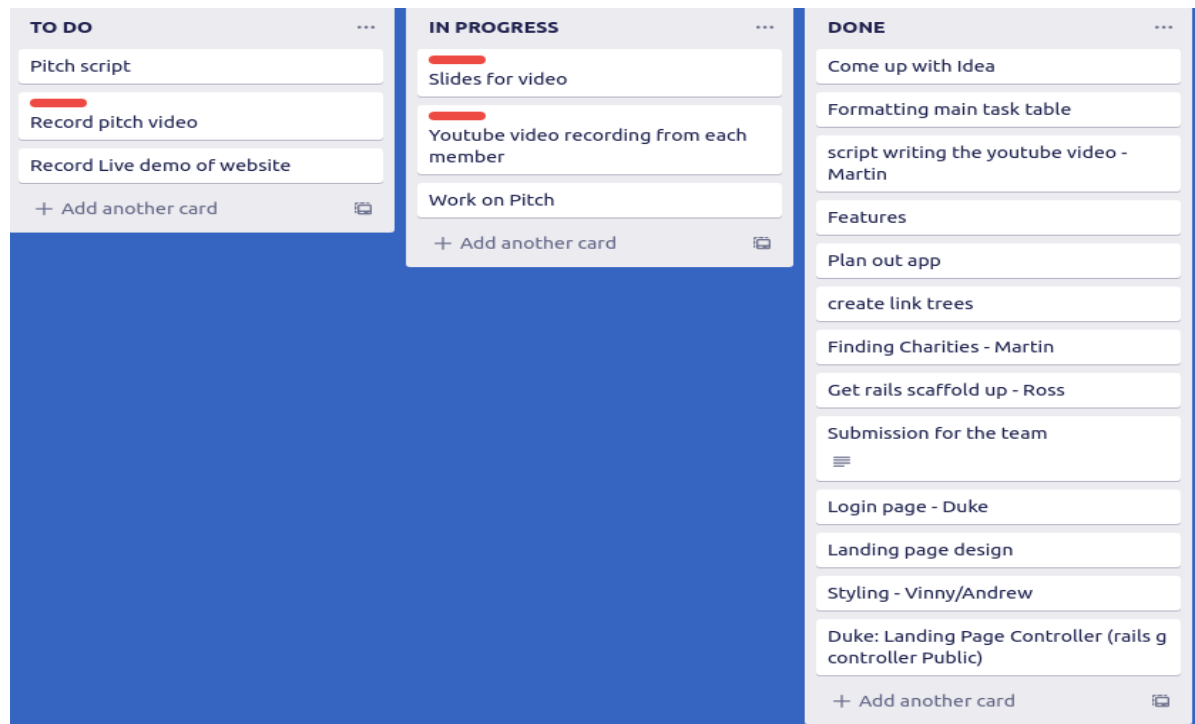 TO DO
Pitch script
Record pitch video
Record Live demo of website
+ Add another card
IN PROGRESS
Slides for video
Youtube video recording from each
member
Work on Pitch
+ Add another card
DONE
Come up with Idea
Formatting main task table
script writing the youtube video -
Martin
Features
Plan out app
create link trees
Finding Charities - Martin
Get rails scaffold up - Ross
Submission for the team
Login page - Duke
Landing page design
Styling - Vinny/Andrew
Duke: Landing Page Controller (rails g
controller Public)
+ Add another card